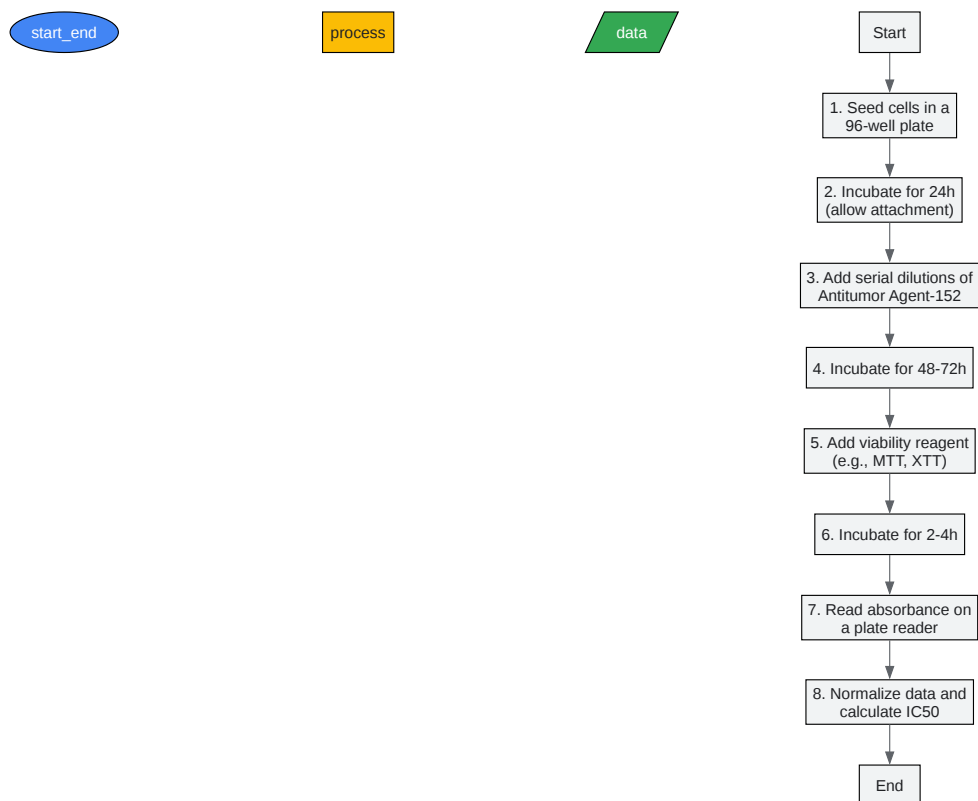 start_end
process
data
Start
1. Seed cells in a
96-well plate
2. Incubate for 24h
(allow attachment)
3. Add serial dilutions of
Antitumor Agent-152
4. Incubate for 48-72h
5. Add viability reagent
(e.g., MTT, XTT)
6. Incubate for 2-4h
7. Read absorbance on
a plate reader
8. Normalize data and
calculate IC50
End